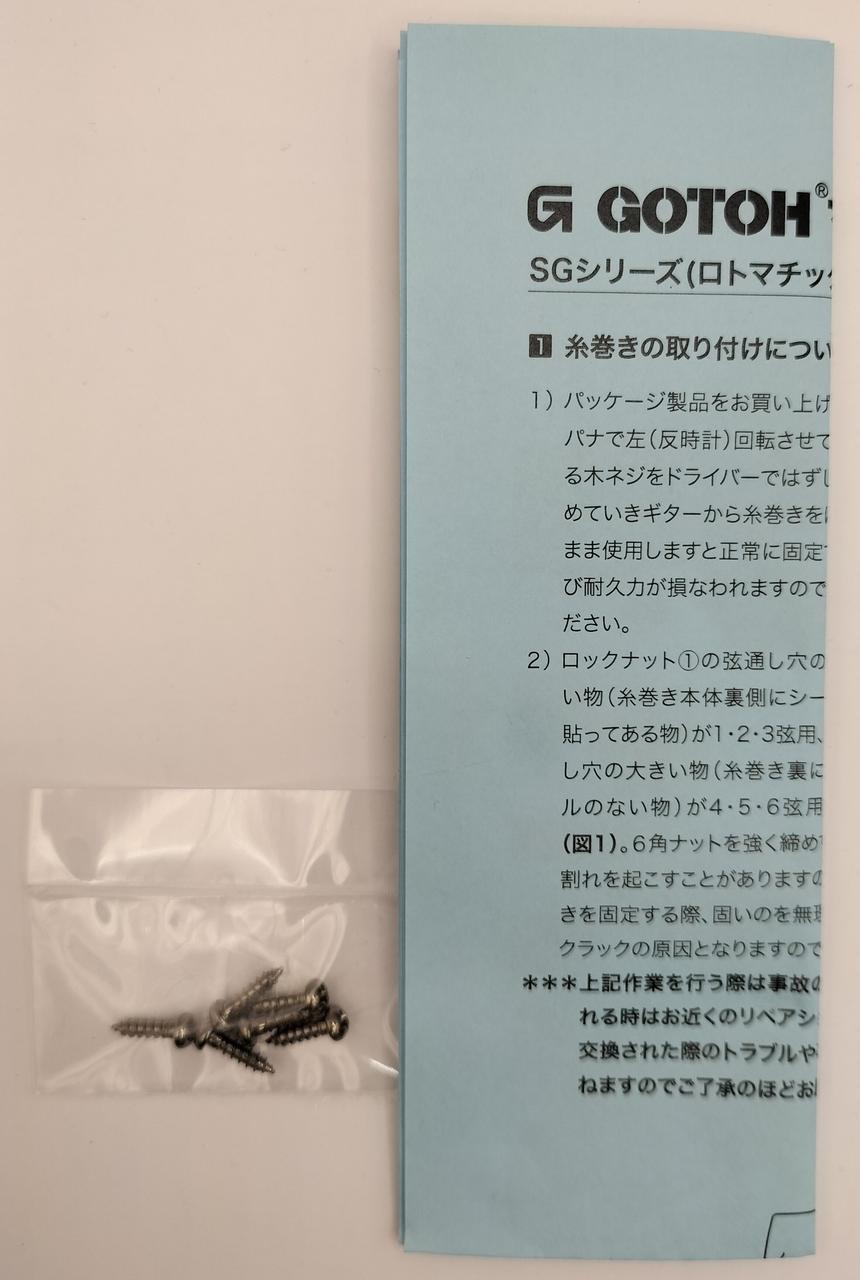 G GOTOH®
SGシリーズ(ロトマチック
1 糸巻きの取り付けについ
1) パッケージ製品をお買い上げ
パナで左(反時計)回転させて
る木ネジをドライバーではずし
めていきギターから糸巻きを
まま使用しますと正常に固定
び耐久力が損なわれますので
ださい。
2) ロックナット①の弦通し穴の
い物(糸巻き本体裏側にシー
貼ってある物)が1・2・3弦用、
し穴の大きい物(糸巻き裏に
ルのない物)が4・5・6弦用
(図1)。6角ナットを強く締め
割れを起こすことがありますの
きを固定する際、固いのを無理
クラックの原因となりますので
***上記作業を行う際は事故の
れる時はお近くのリペアシ
交換された際のトラブルや
ねますのでご了承のほどお